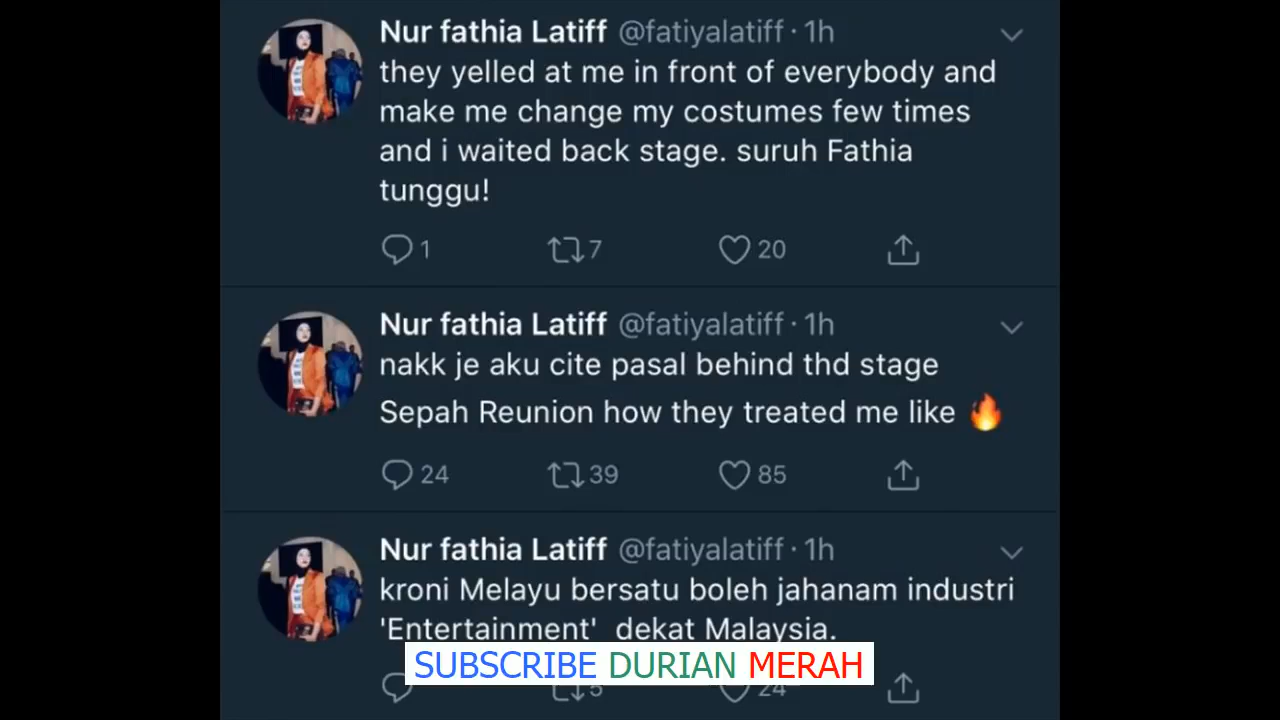 Nur fathia Latiff @fatiyalatiff · 1h
they yelled at me in front of everybody and
make me change my costumes few times
and i waited back stage. suruh Fathia
tunggu!
1 7 20
Nur fathia Latiff @fatiyalatiff · 1h
nakk je aku cite pasal behind thd stage
Sepah Reunion how they treated me like 🔥
24 39 85
Nur fathia Latiff @fatiyalatiff · 1h
kroni Melayu bersatu boleh jahanam industri
'Entertainment' dekat Malaysia.
SUBSCRIBE DURIAN MERAH
5 24